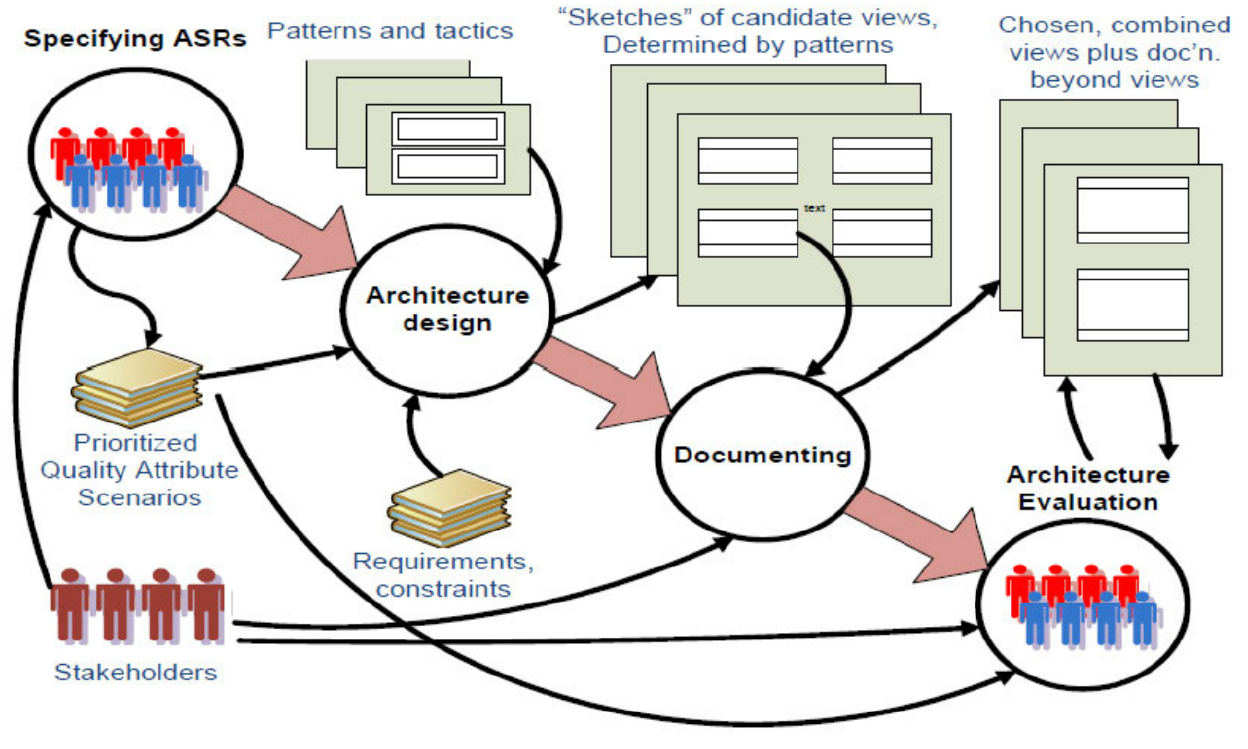 Specifying ASRs
Patterns and tactics
“Sketches” of candidate views,
Determined by patterns
Chosen, combined
views plus doc’n.
beyond views
text
Architecture
design
Prioritized
Quality Attribute
Scenarios
Requirements,
constraints
Documenting
Architecture
Evaluation
Stakeholders